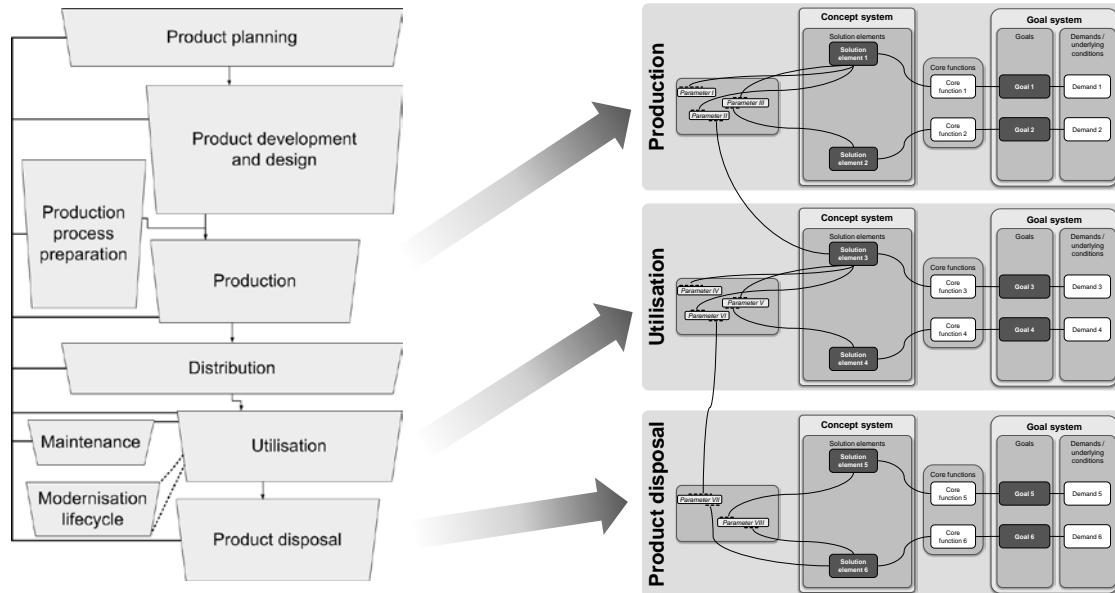 Product planning
Product development
and design
Production
process
preparation
Production
Distribution
Maintenance
Utilisation
Modernisation
lifecycle
Product disposal
Production
Concept system
Solution elements
Solution
element 1
Solution
element 2
Parameter I
Parameter III
Parameter II
Core functions
Core
function 1
Core
function 2
Goal system
Goals
Goal 1
Goal 2
Demands /
underlying
conditions
Demand 1
Demand 2
Utilisation
Concept system
Solution elements
Solution
element 3
Solution
element 4
Parameter IV
Parameter V
Parameter VI
Core functions
Core
function 3
Core
function 4
Goal system
Goals
Goal 3
Goal 4
Demands /
underlying
conditions
Demand 3
Demand 4
Product disposal
Concept system
Solution elements
Solution
element 5
Solution
element 6
Parameter VII
Parameter VIII
Core functions
Core
function 5
Core
function 6
Goal system
Goals
Goal 5
Goal 6
Demands /
underlying
conditions
Demand 5
Demand 6